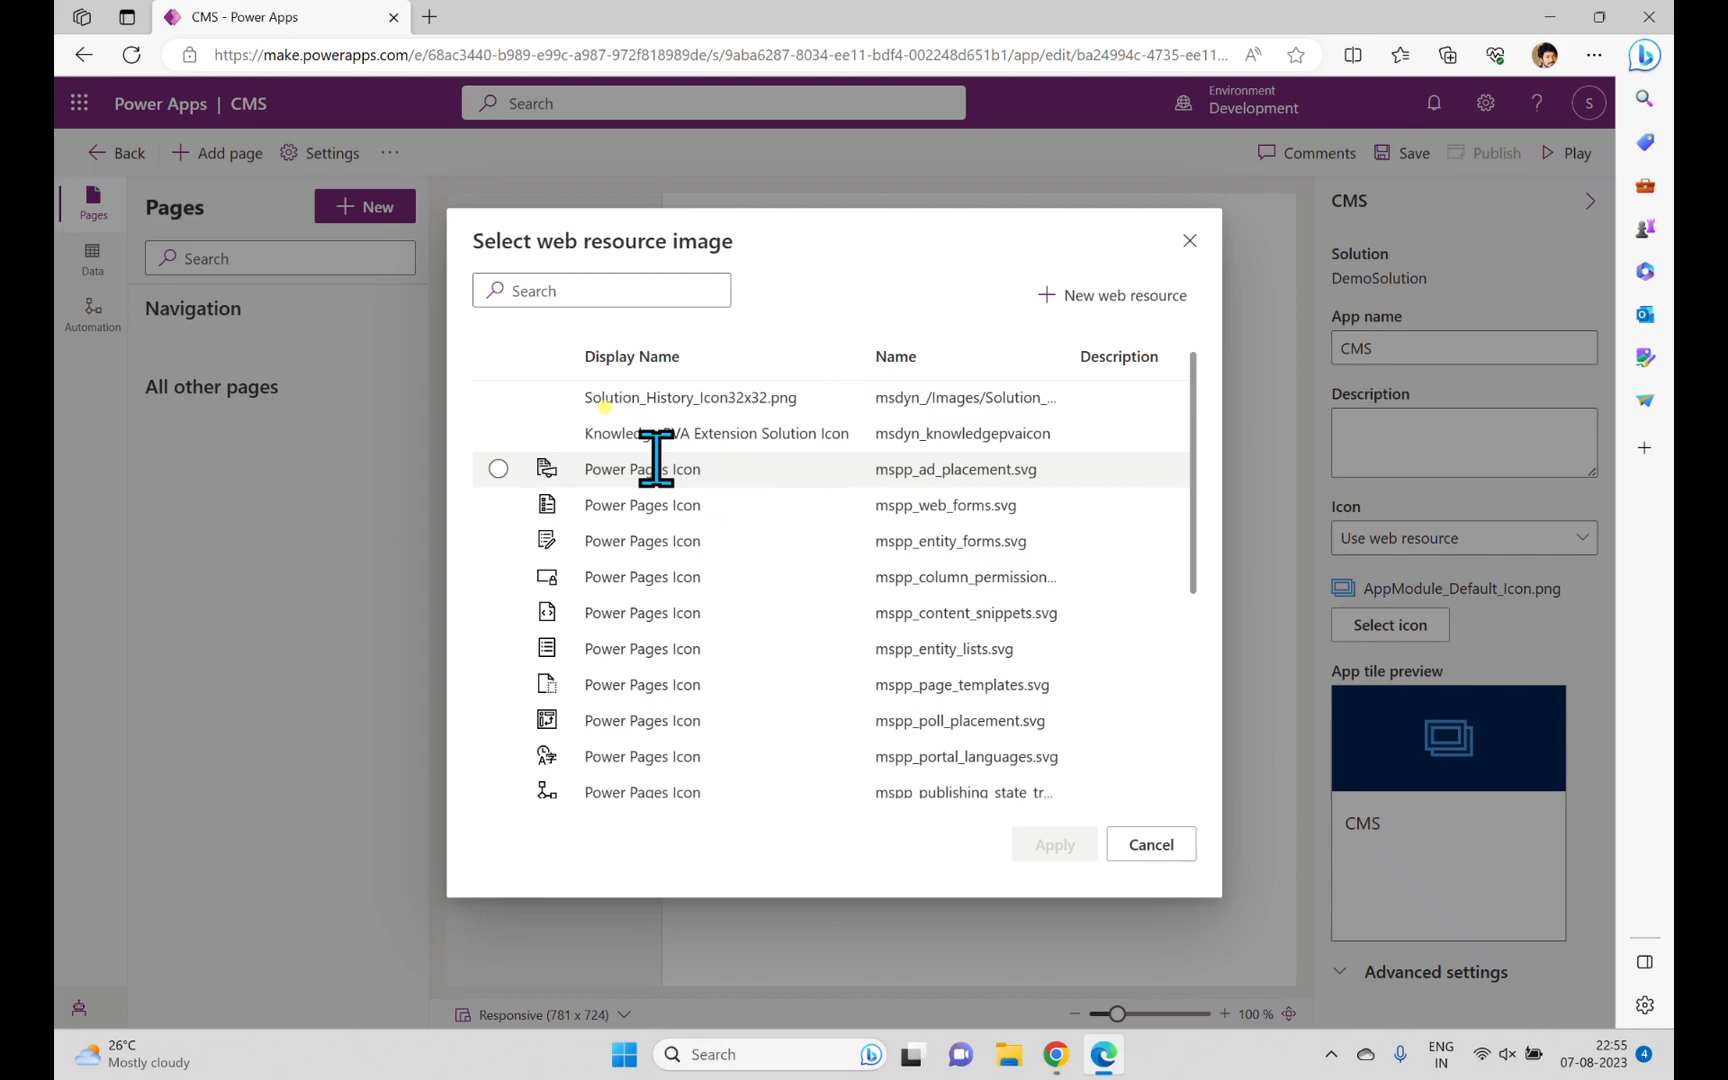 CMS - Power Apps
https://make.powerapps.com/e/68ac3440-b989-e99c-a987-972f818989de/s/9aba6287-8034-ee11-bdf4-002248d651b1/app/edit/ba24994c-4735-ee11...
Power Apps | CMS
Search
Environment
Development
S
Back
Add page
Settings
Comments
Save
Publish
Play
Pages
Data
Automation
Pages
New
Search
Navigation
All other pages
Select web resource image
Search
New web resource
Display Name Name Description
Solution_History_Icon32x32.png msdyn_/Images/Solution_...
Extension Solution Icon msdyn_knowledgepvaicon
Power Pages Icon mspp_ad_placement.svg
Power Pages Icon mspp_web_forms.svg
Power Pages Icon mspp_entity_forms.svg
Power Pages Icon mspp_column_permission...
Power Pages Icon mspp_content_snippets.svg
Power Pages Icon mspp_entity_lists.svg
Power Pages Icon mspp_page_templates.svg
Power Pages Icon mspp_poll_placement.svg
Power Pages Icon mspp_portal_languages.svg
Power Pages Icon mspp_publishing_state_tr...
Apply
Cancel
CMS
Solution
DemoSolution
App name
CMS
Description
Icon
Use web resource
AppModule_Default_Icon.png
Select icon
App tile preview
CMS
Advanced settings
Responsive (781 x 724)
100 %
26°C
Mostly cloudy
Search
ENG
IN
22:55
07-08-2023
4